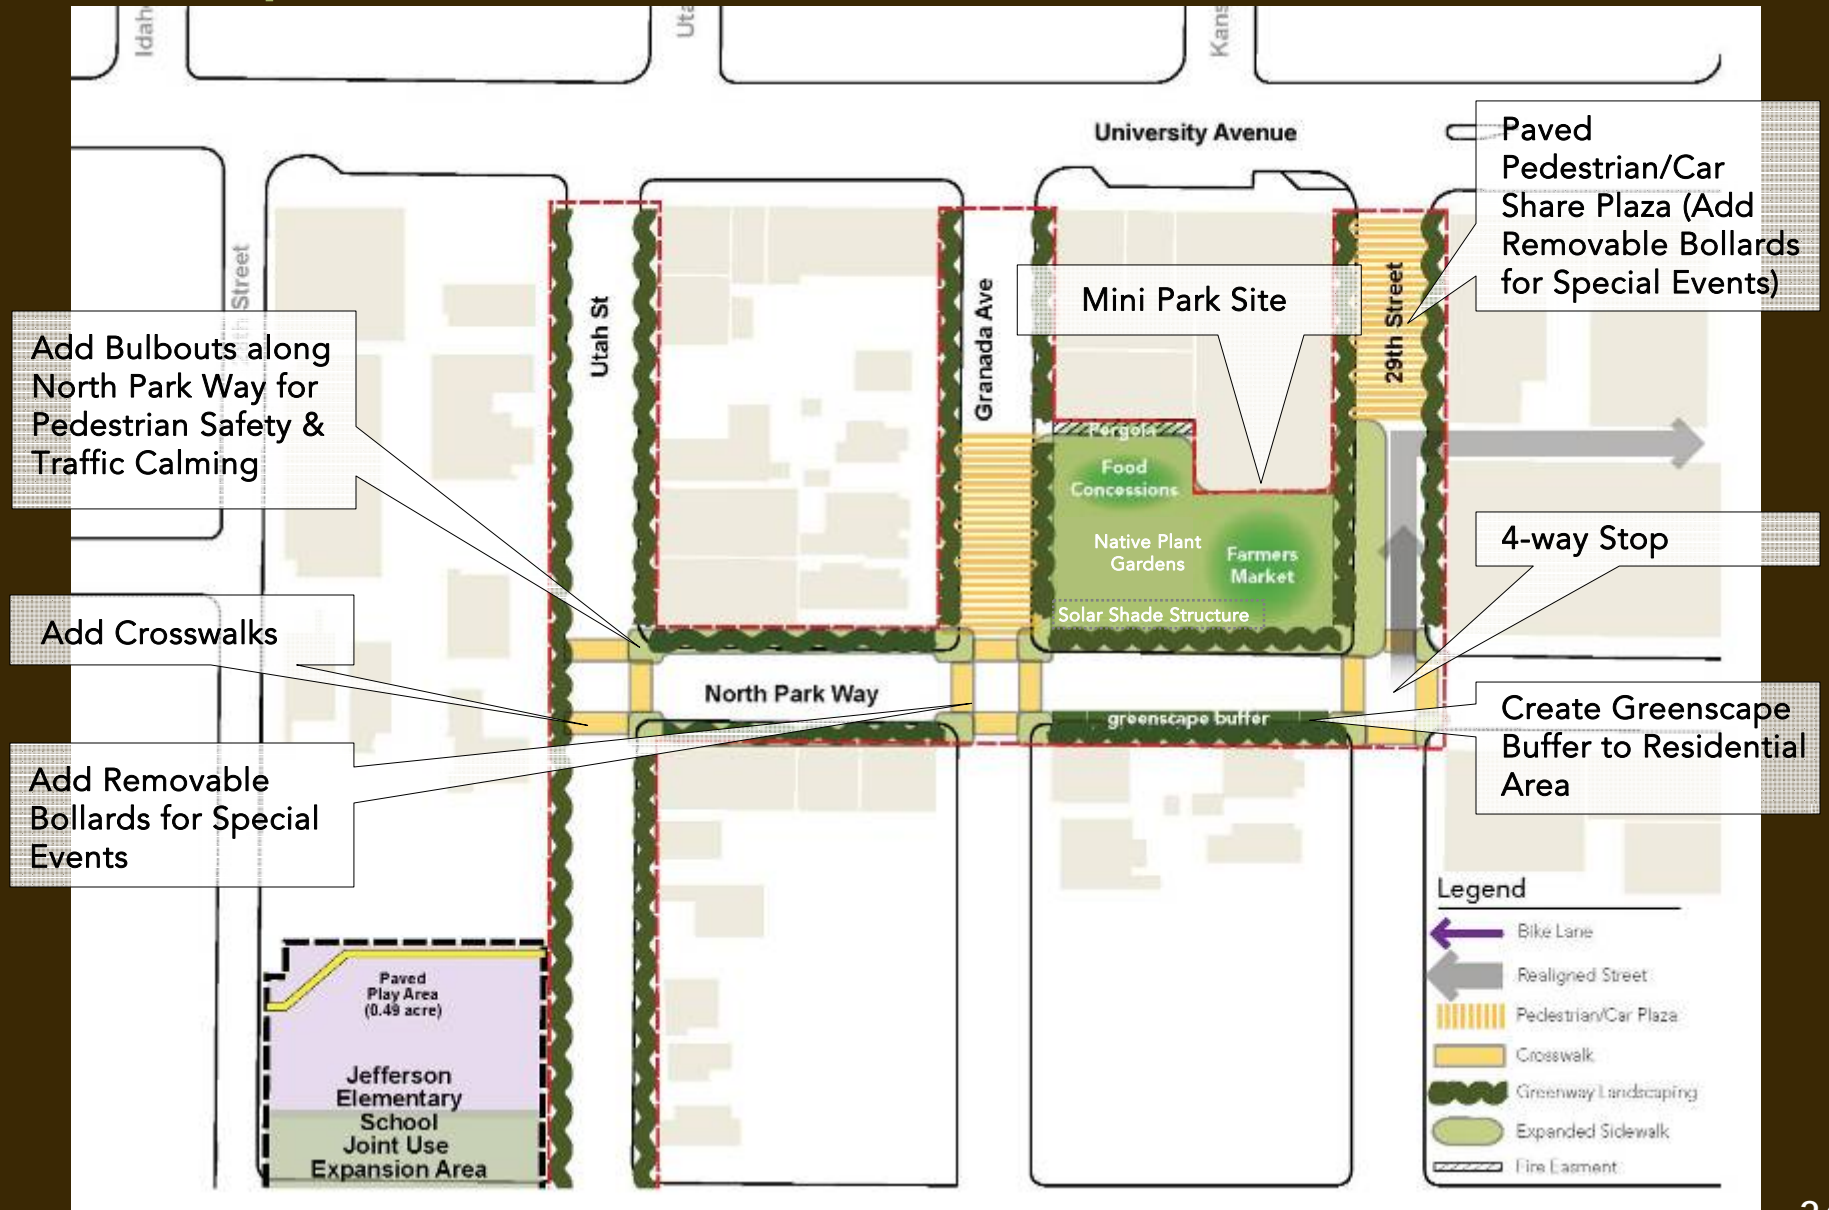 Idah
Uta
Kans
University Avenue
Paved
Pedestrian/Car
Share Plaza (Add
Removable Bollards
for Special Events)
Mini Park Site
Street
Utah St
Granada Ave
29th Street
Add Bulbouts along
North Park Way for
Pedestrian Safety &
Traffic Calming
Pergola
Food
Concessions
Native Plant
Gardens
Farmers
Market
Solar Shade Structure
4-way Stop
Add Crosswalks
North Park Way
greenscape buffer
Create Greenscape
Buffer to Residential
Area
Add Removable
Bollards for Special
Events
Paved
Play Area
(0.49 acre)
Jefferson
Elementary
School
Joint Use
Expansion Area
Legend
Bike Lane
Realigned Street
Pedestrian/Car Plaza
Crosswalk
Greenway Landscaping
Expanded Sidewalk
Fire Easment